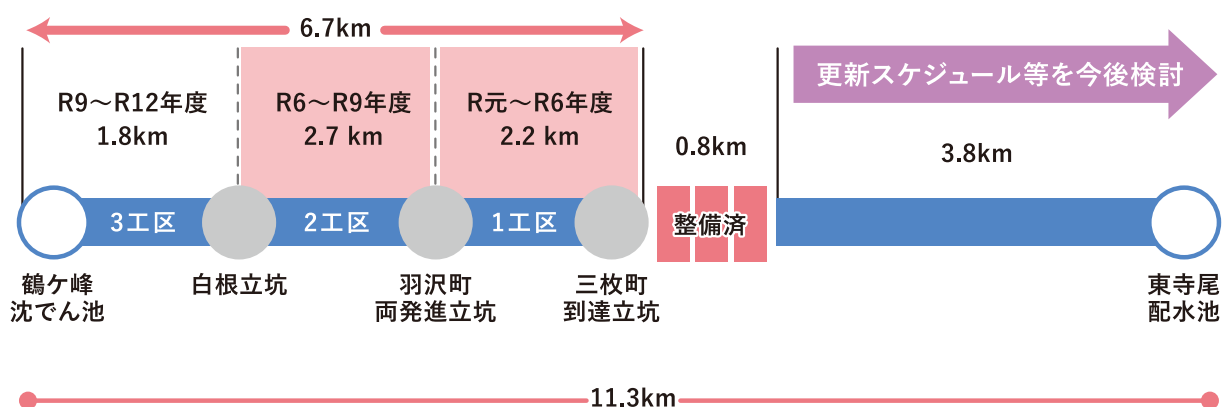 6.7km
更新スケジュール等を今後検討
R9～R12年度
1.8km
R6～R9年度
2.7 km
R元～R6年度
2.2 km
0.8km
3.8km
3工区
2工区
1工区
整備済
鶴ケ峰
沈でん池
白根立坑
羽沢町
両発進立坑
三枚町
到達立坑
東寺尾
配水池
11.3km